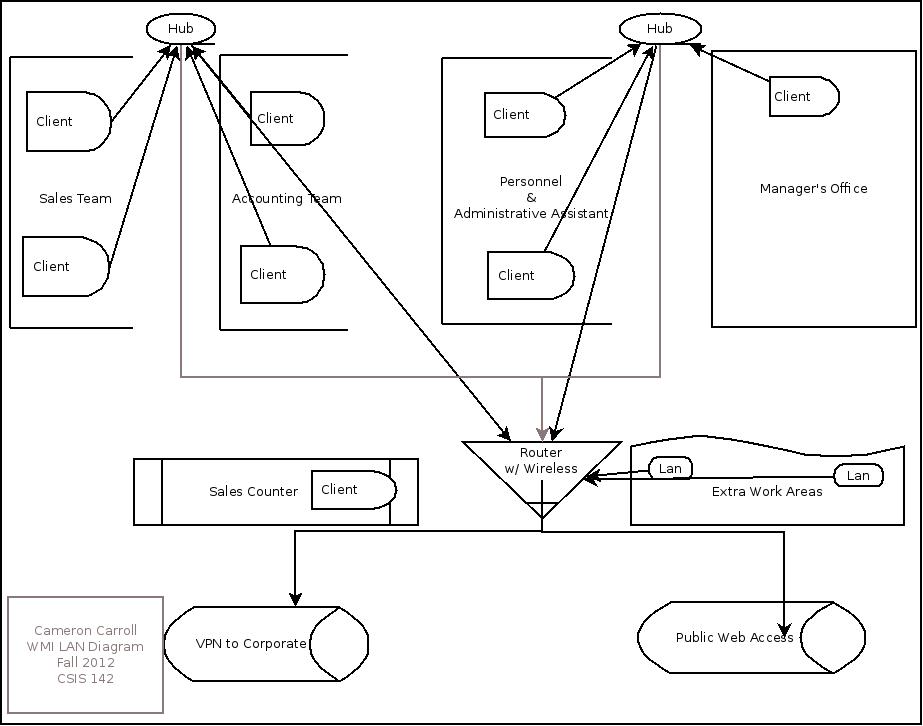 Hub
Hub
Client
Client
Client
Client
Sales Team
Accounting Team
Personnel
&
Administrative Assistant
Manager's Office
Client
Client
Client
Router
w/ Wireless
Lan
Lan
Sales Counter
Client
Extra Work Areas
Cameron Carroll
WMI LAN Diagram
Fall 2012
CSIS 142
VPN to Corporate
Public Web Access